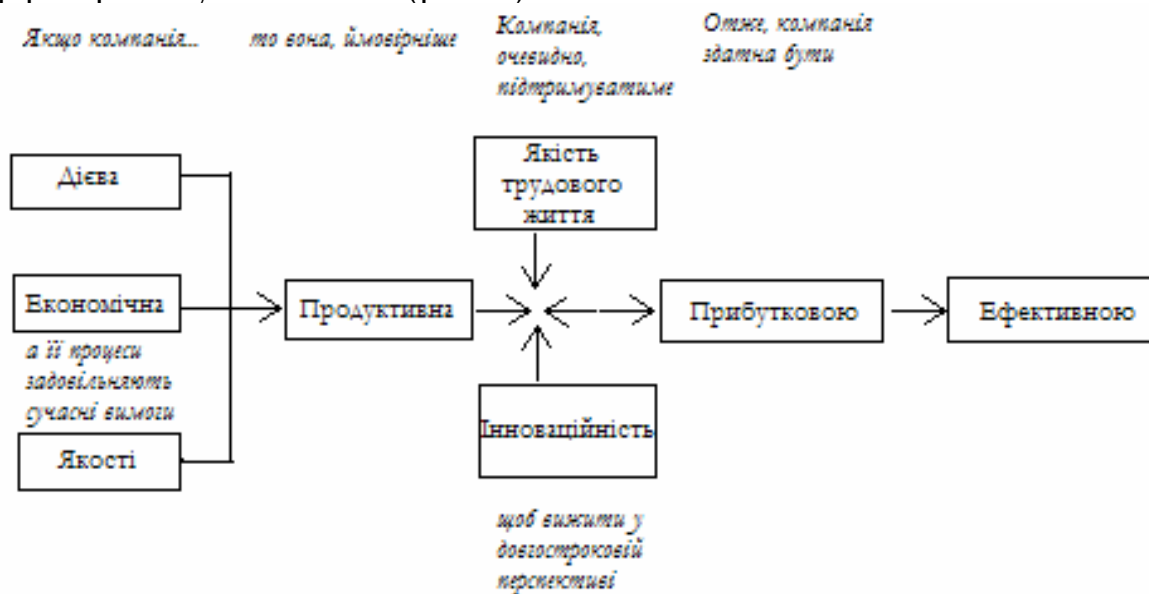 Якщо компанія...
то вона, ймовірніше
Компанія,
очевидно,
підтримуватиме
Отже, компанія
здатна бути
Якість
трудового
життя
Дієва
Економічна
Продуктивна
Прибутковою
Ефективною
а її процеси
задовільняють
сучасні вимоги
Якості
Інноваційність
щоб вижити у
довгостроковій
перспективі